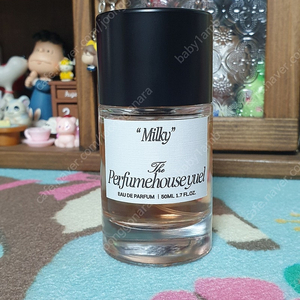 "Milky"
The
Perfumehouse yuel
EAU DE PARFUM | 50ML 1.7 FL.OZ.